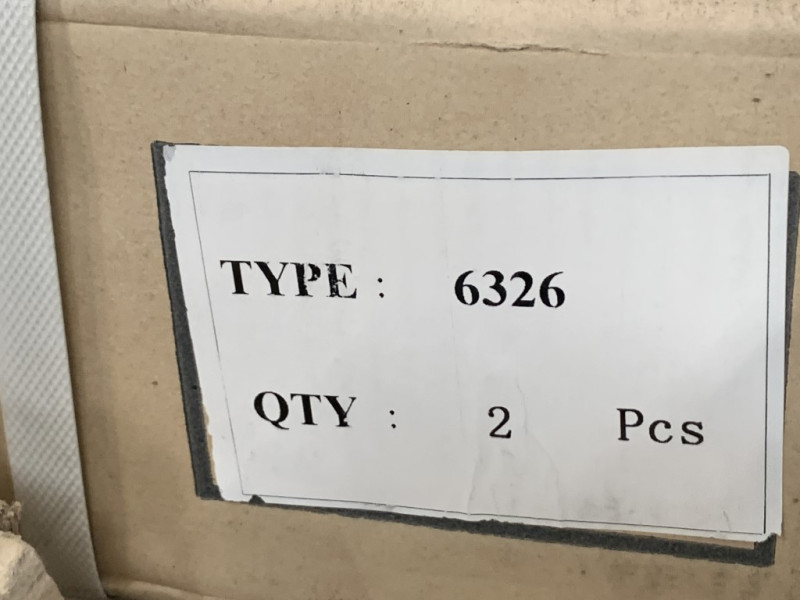 TYPE : 6326
QTY : 2 Pcs